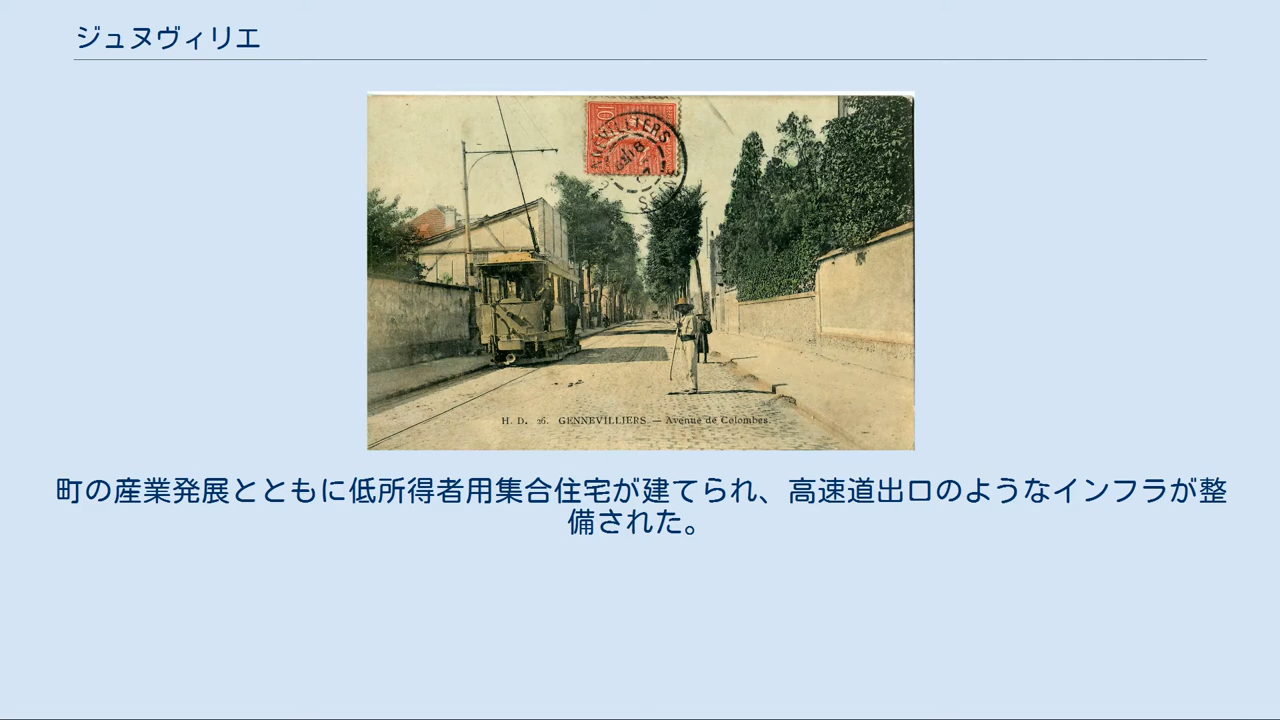 ジュヌヴィリエ
GENNEVILLIERS
H. D. 26. GENNEVILLIERS — Avenue de Colombes.
町の産業発展とともに低所得者用集合住宅が建てられ、高速道出口のようなインフラが整
備された。